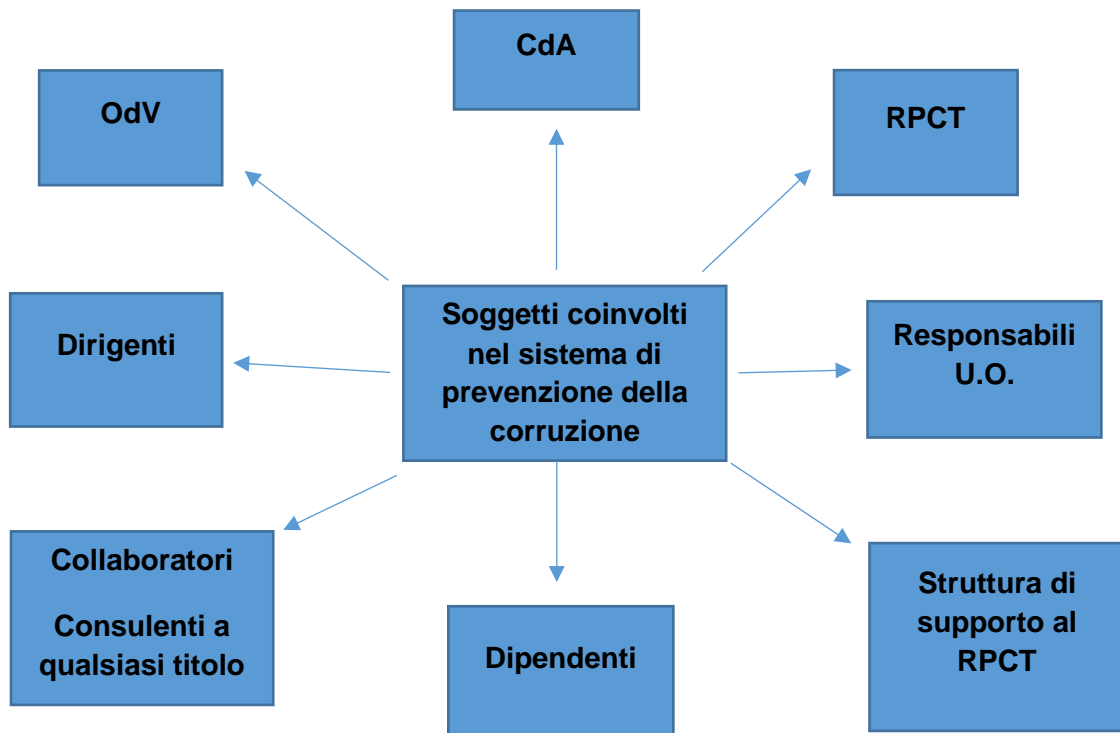 CdA
OdV
RPCT
Soggetti coinvolti
nel sistema di
prevenzione della
corruzione
Dirigenti
Responsabili
U.O.
Collaboratori
Consulenti a
qualsiasi titolo
Dipendenti
Struttura di
supporto al
RPCT